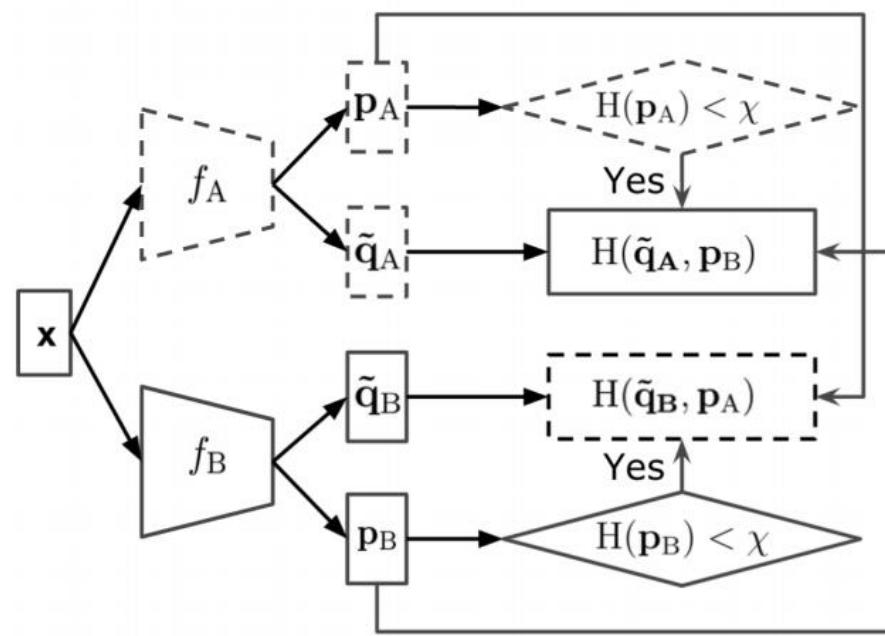 p_A
H(p_A) < χ
f_A
Yes
q̃_A
H(q̃_A, p_B)
x
q̃_B
H(q̃_B, p_A)
f_B
Yes
p_B
H(p_B) < χ